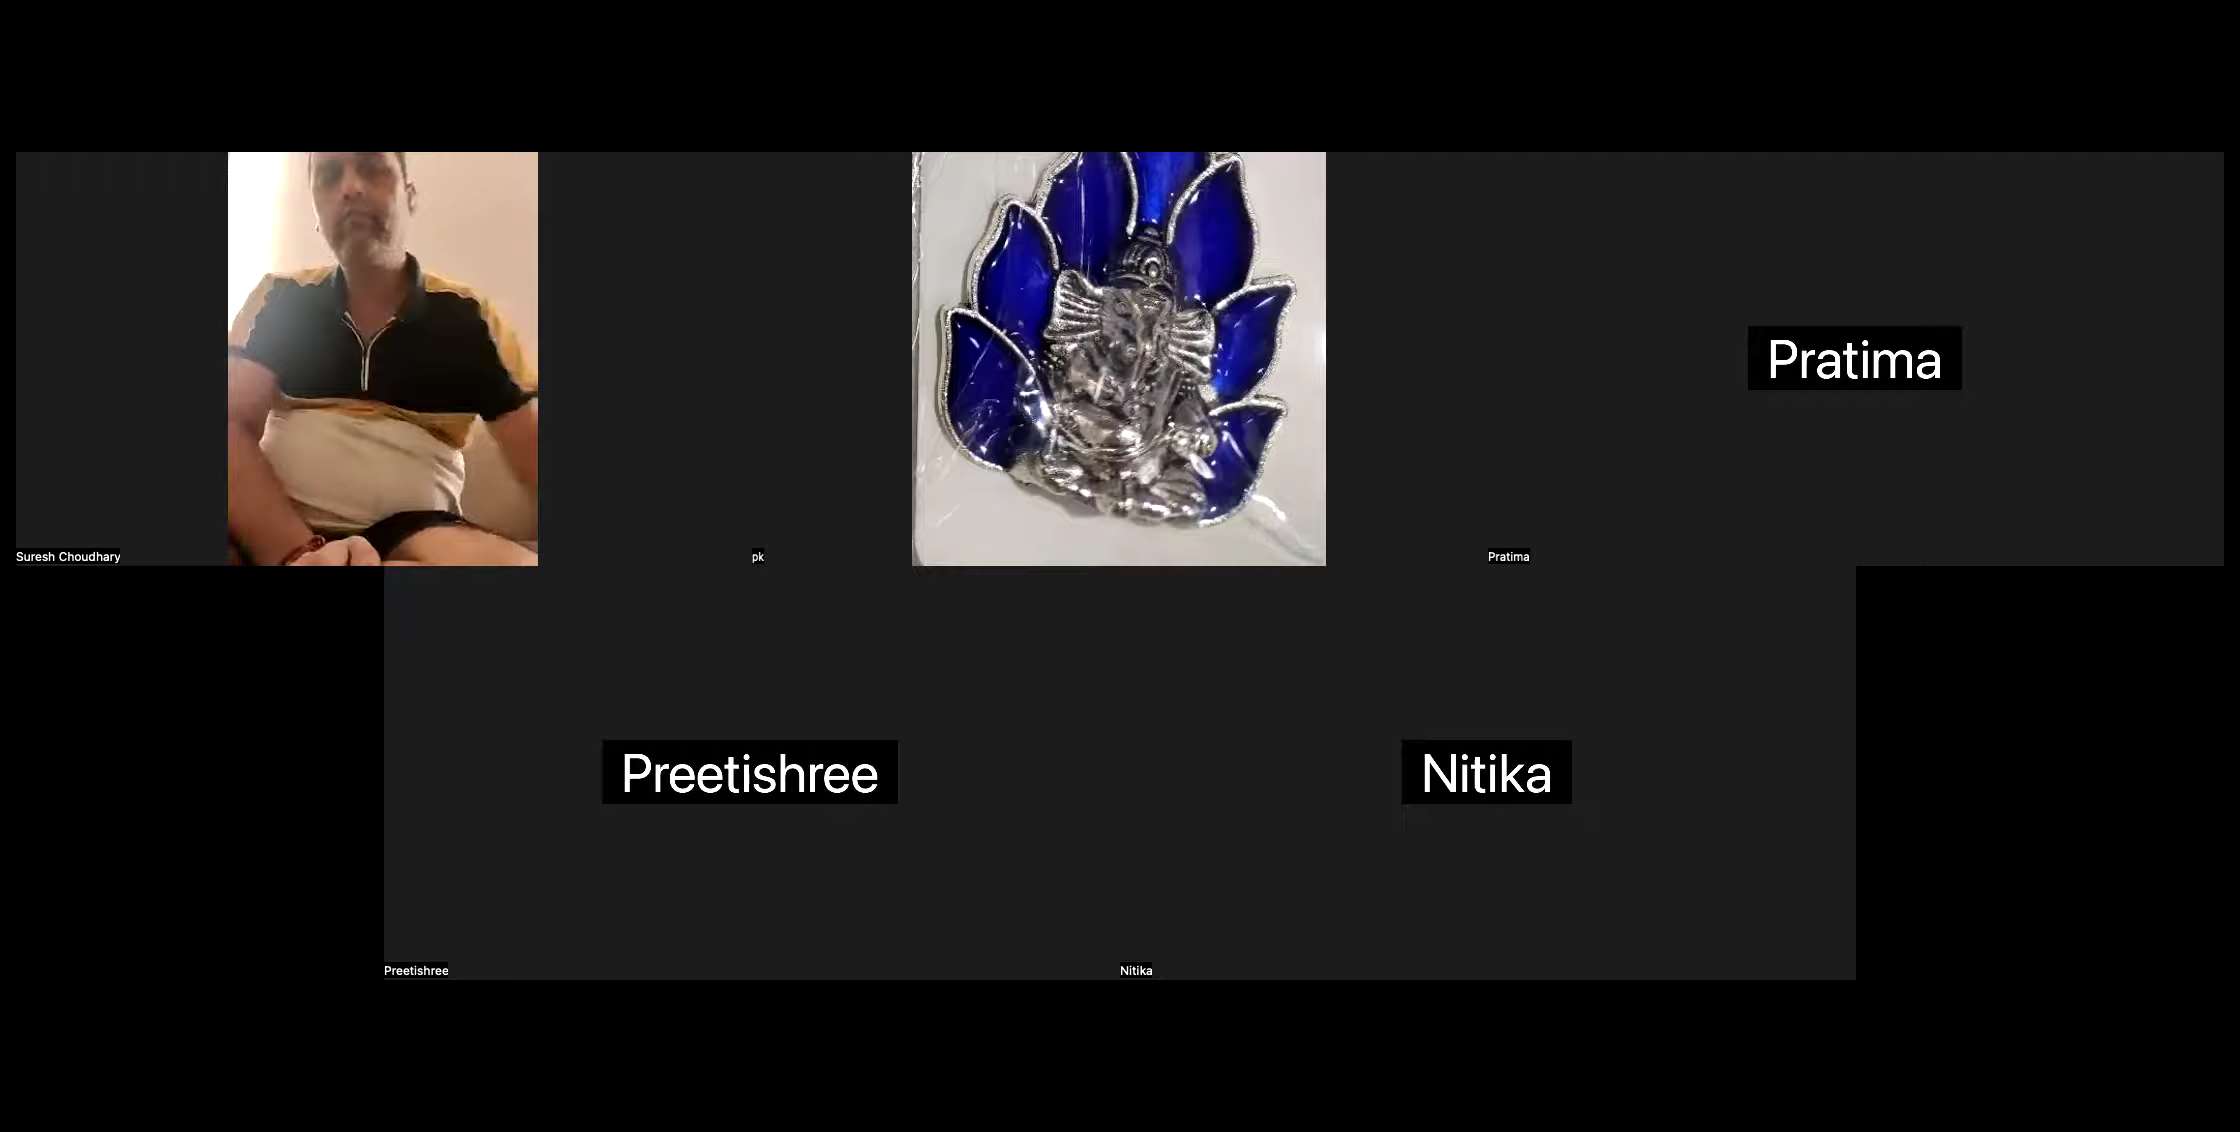 Pratima
Suresh Choudhary
pk
Pratima
Preetishree
Nitika
Preetishree
Nitika